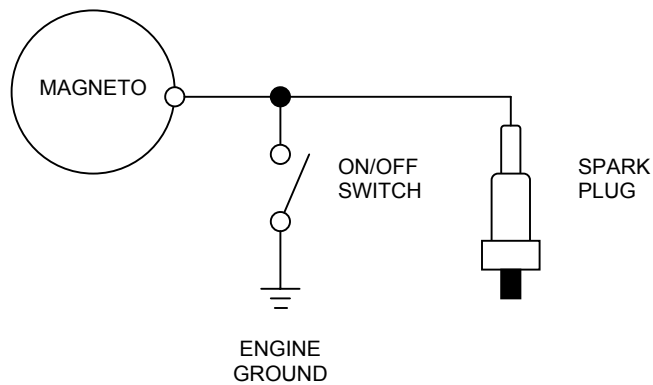 MAGNETO
ON/OFF
SWITCH
SPARK
PLUG
ENGINE
GROUND